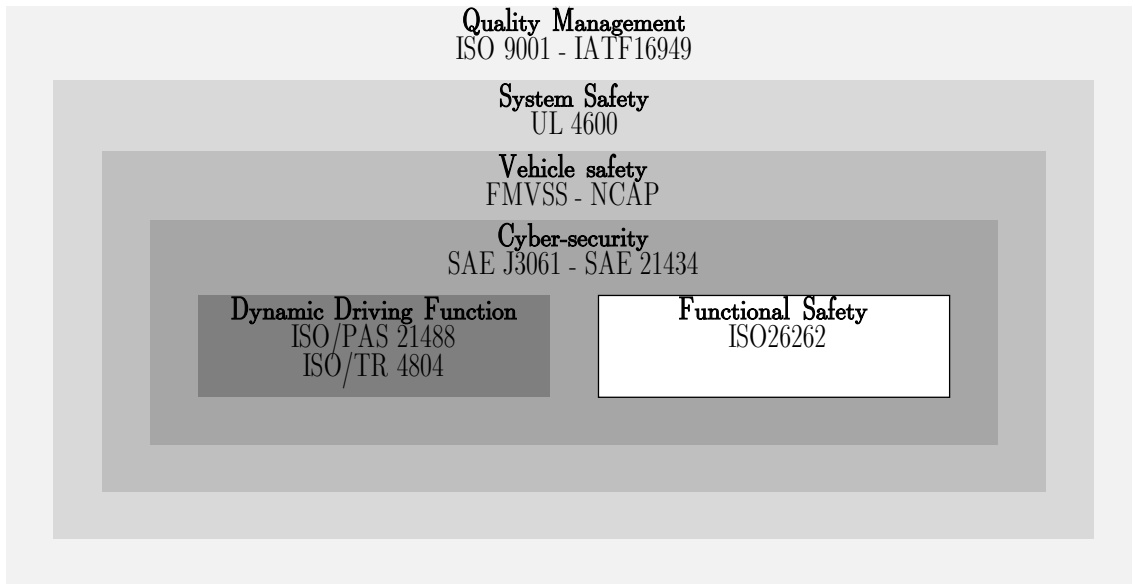 Quality Management
ISO 9001 - IATF16949
System Safety
UL 4600
Vehicle safety
FMVSS - NCAP
Cyber-security
SAE J3061 - SAE 21434
Dynamic Driving Function
ISO/PAS 21488
ISO/TR 4804
Functional Safety
ISO26262